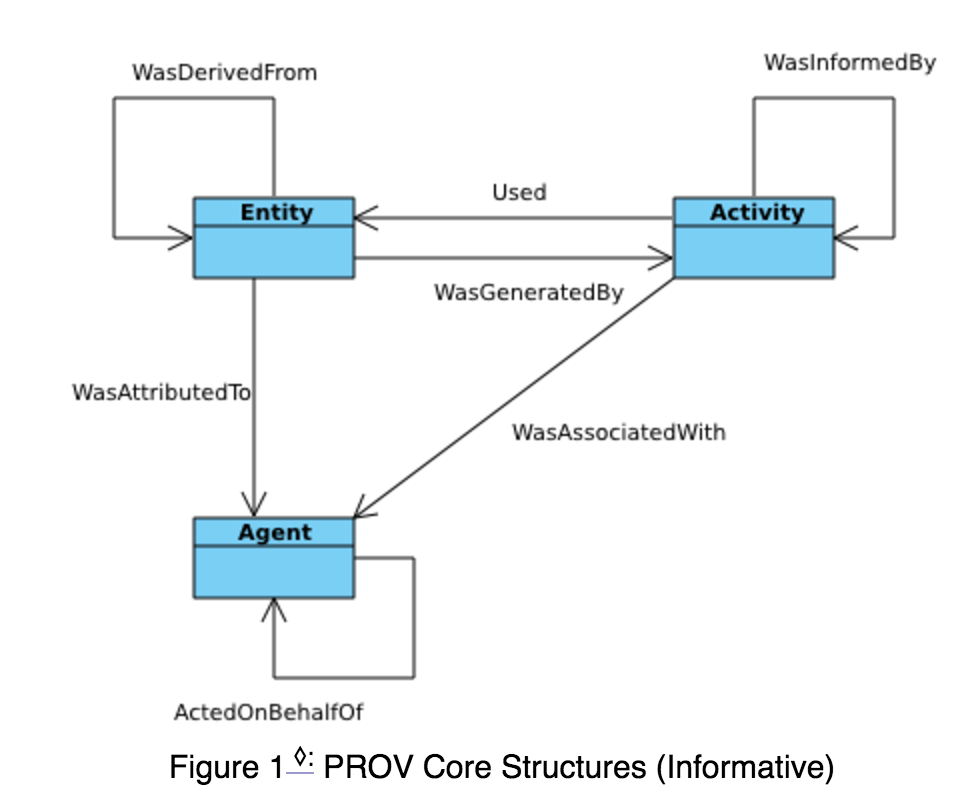 WasDerivedFrom
WasInformedBy
Used
Entity
Activity
WasGeneratedBy
WasAttributedTo
WasAssociatedWith
Agent
ActedOnBehalfOf
Figure 1 ◊: PROV Core Structures (Informative)